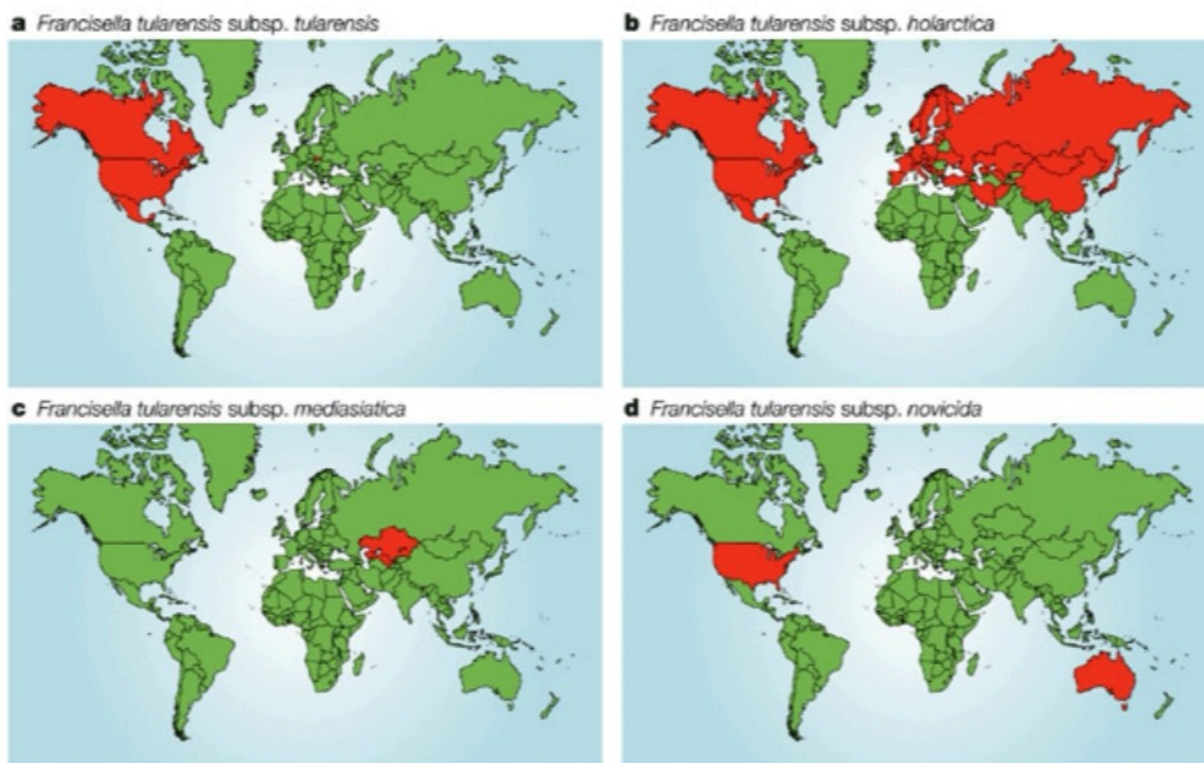 a Francisella tularensis subsp. tularensis
b Francisella tularensis subsp. holarctica
c Francisella tularensis subsp. mediasiatica
d Francisella tularensis subsp. novicida